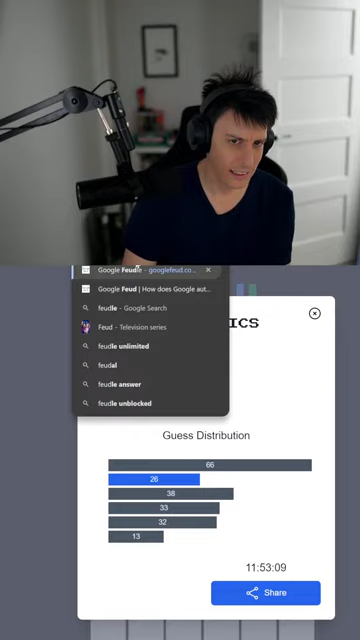 Google Feudle - googlefeud.co...
Google Feud | How does Google aut...
feudle - Google Search
Feud - Television series
feudle unlimited
feudal
feudle answer
feudle unblocked
ICS
Guess Distribution
66
26
38
33
32
13
11:53:09
Share